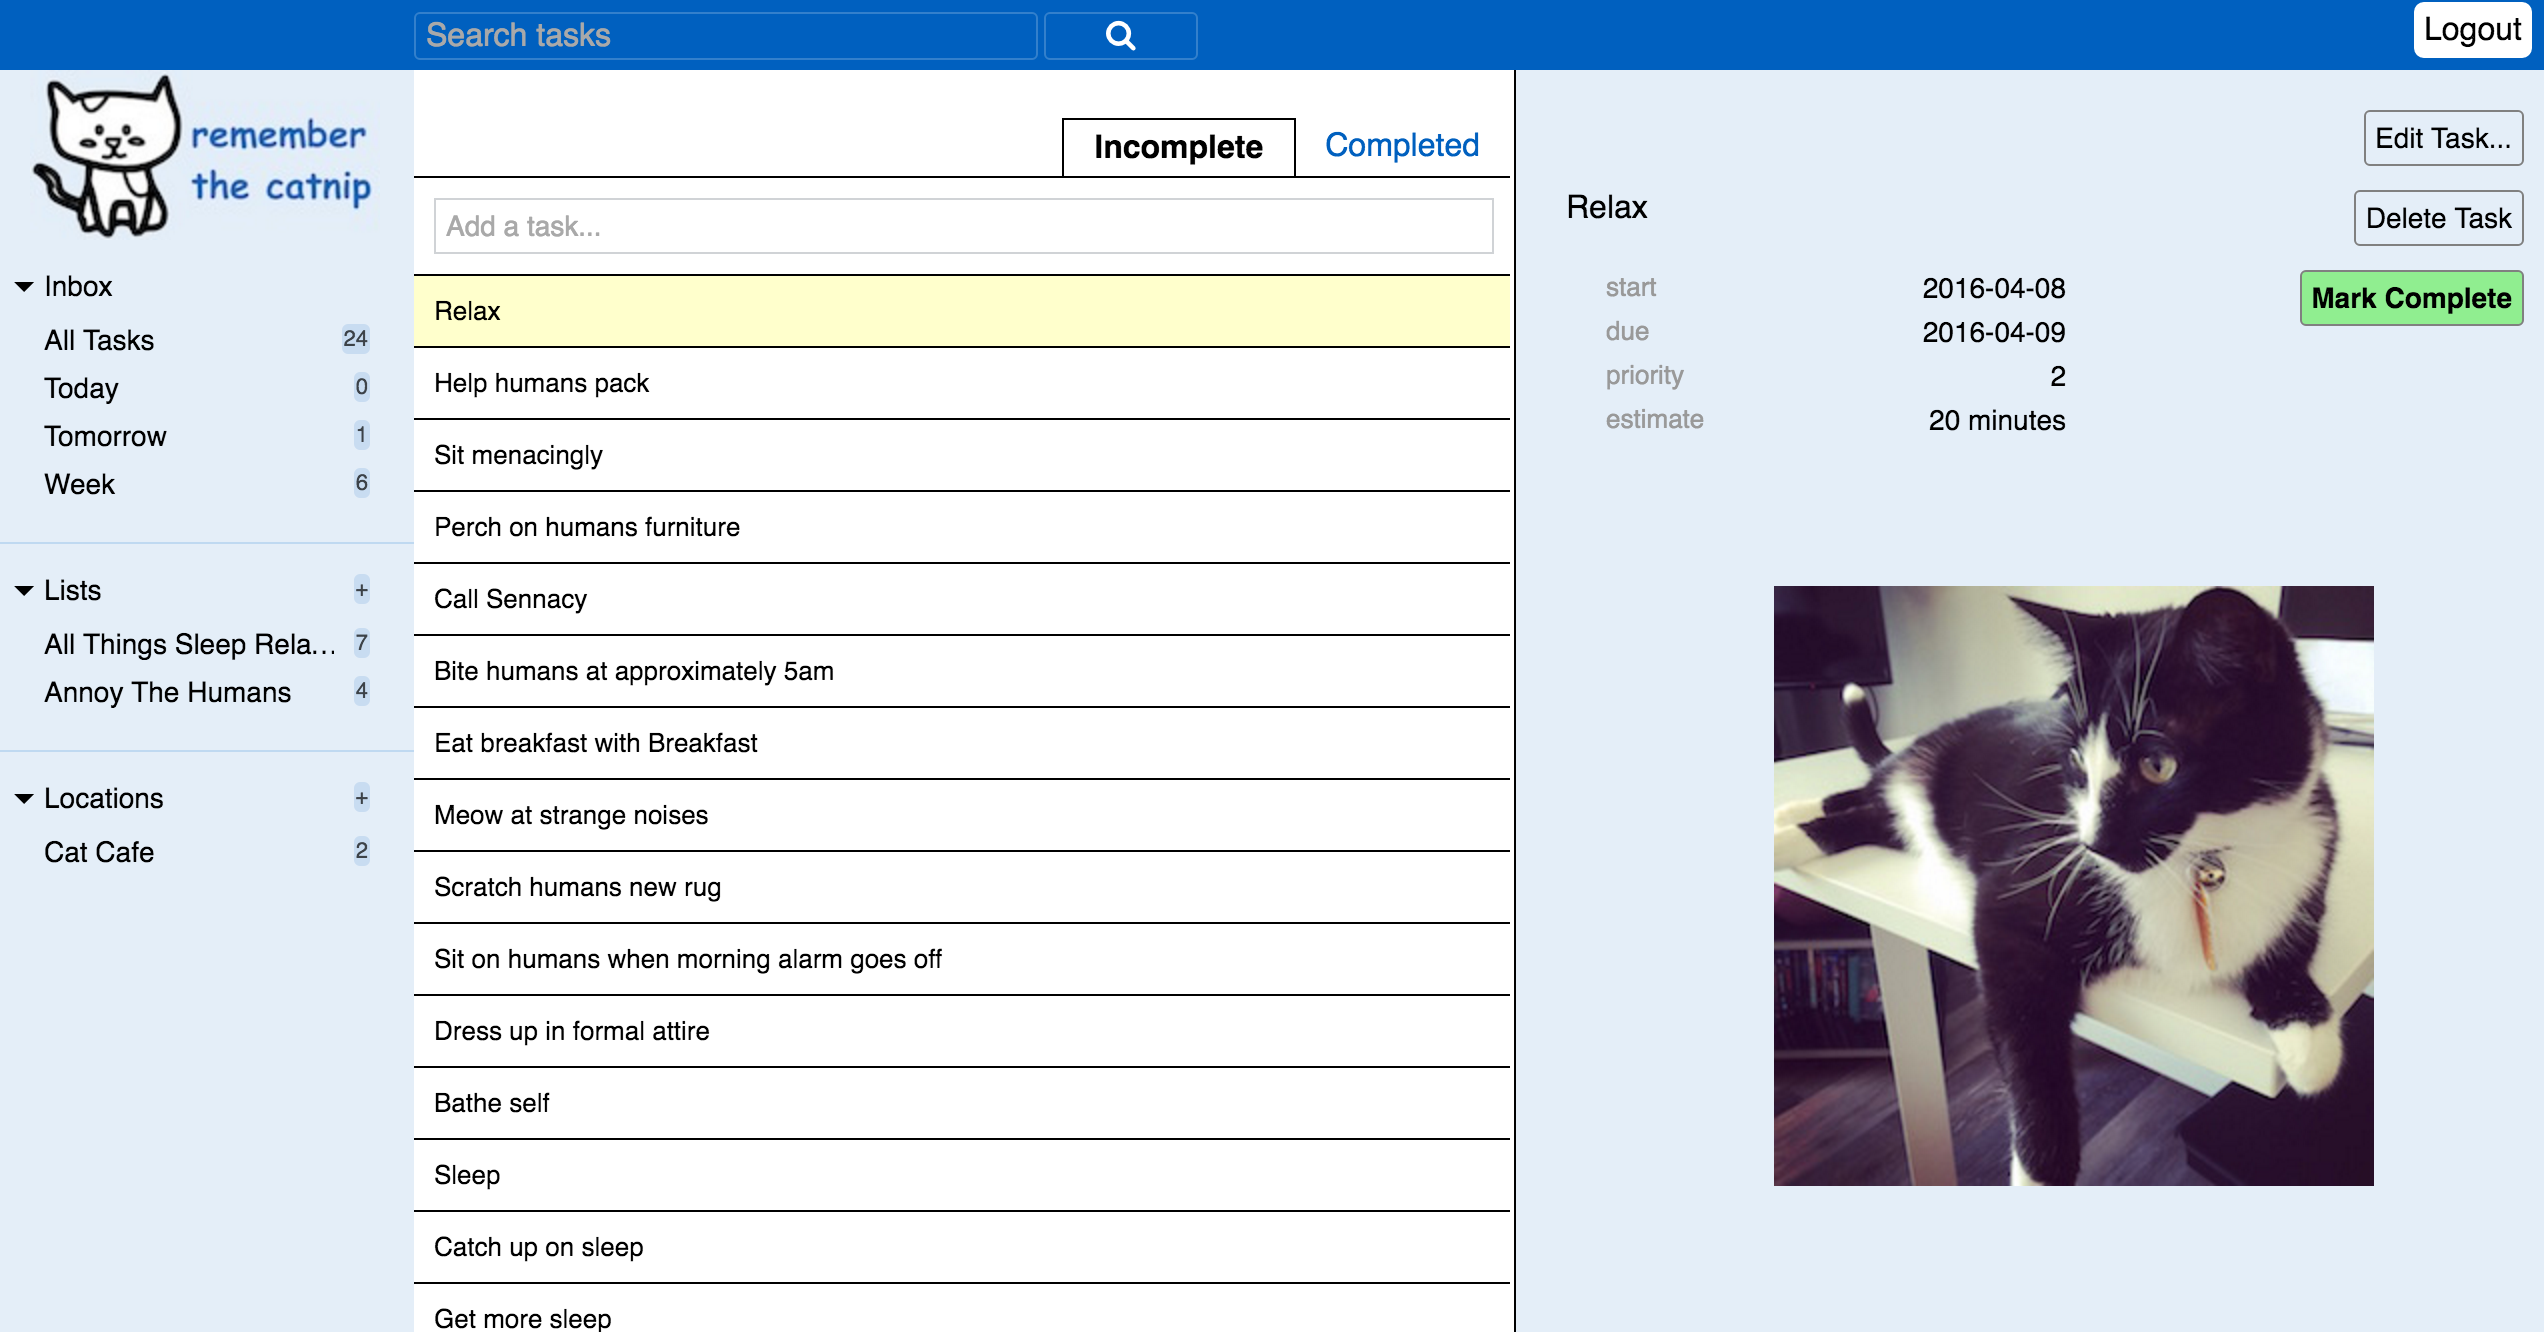 Search tasks
Logout
remember
the catnip
Inbox
All Tasks 24
Today 0
Tomorrow 1
Week 6
Lists +
All Things Sleep Rela... 7
Annoy The Humans 4
Locations +
Cat Cafe 2
Incomplete Completed
Add a task...
Relax
Help humans pack
Sit menacingly
Perch on humans furniture
Call Sennacy
Bite humans at approximately 5am
Eat breakfast with Breakfast
Meow at strange noises
Scratch humans new rug
Sit on humans when morning alarm goes off
Dress up in formal attire
Bathe self
Sleep
Catch up on sleep
Get more sleep
Edit Task...
Relax
Delete Task
Mark Complete
start 2016-04-08
due 2016-04-09
priority 2
estimate 20 minutes